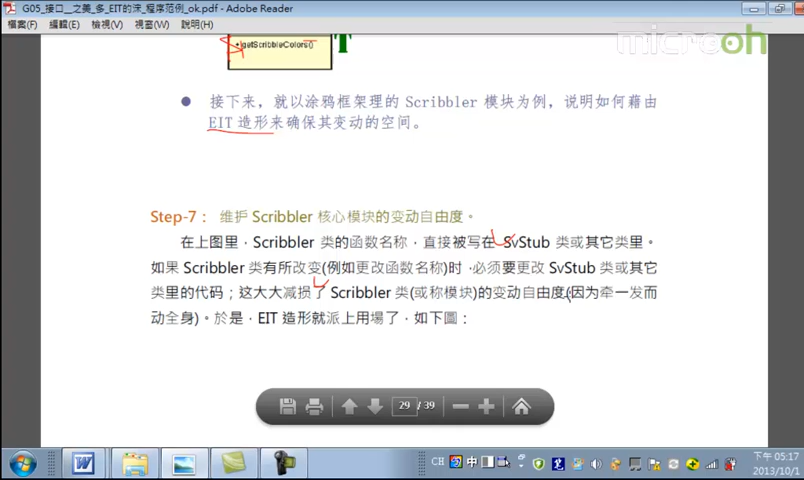 G05_接口__之美_多_EIT的沫_程序范例_ok.pdf - Adobe Reader
檔案(F) 編輯(E) 檢視(V) 視窗(W) 說明(H)
microoh
getScribbleColors()
T
● 接下来，就以涂鸦框架理的 Scribbler 模块为例，说明如何藉由
EIT 造形来确保其变动的空间。
Step-7： 维护 Scribbler 核心模块的变动自由度。
在上图里，Scribbler 类的函数名称，直接被写在 SvStub 类或其它类里。
如果 Scribbler 类有所改变(例如更改函数名称)时，必须要更改 SvStub 类或其它
类里的代码；这大大减损了 Scribbler 类(或称模块)的变动自由度(因为牵一发而
动全身)。於是，EIT 造形就派上用場了，如下圖：
29 / 39
CH 中
下午 05:17
2013/10/1